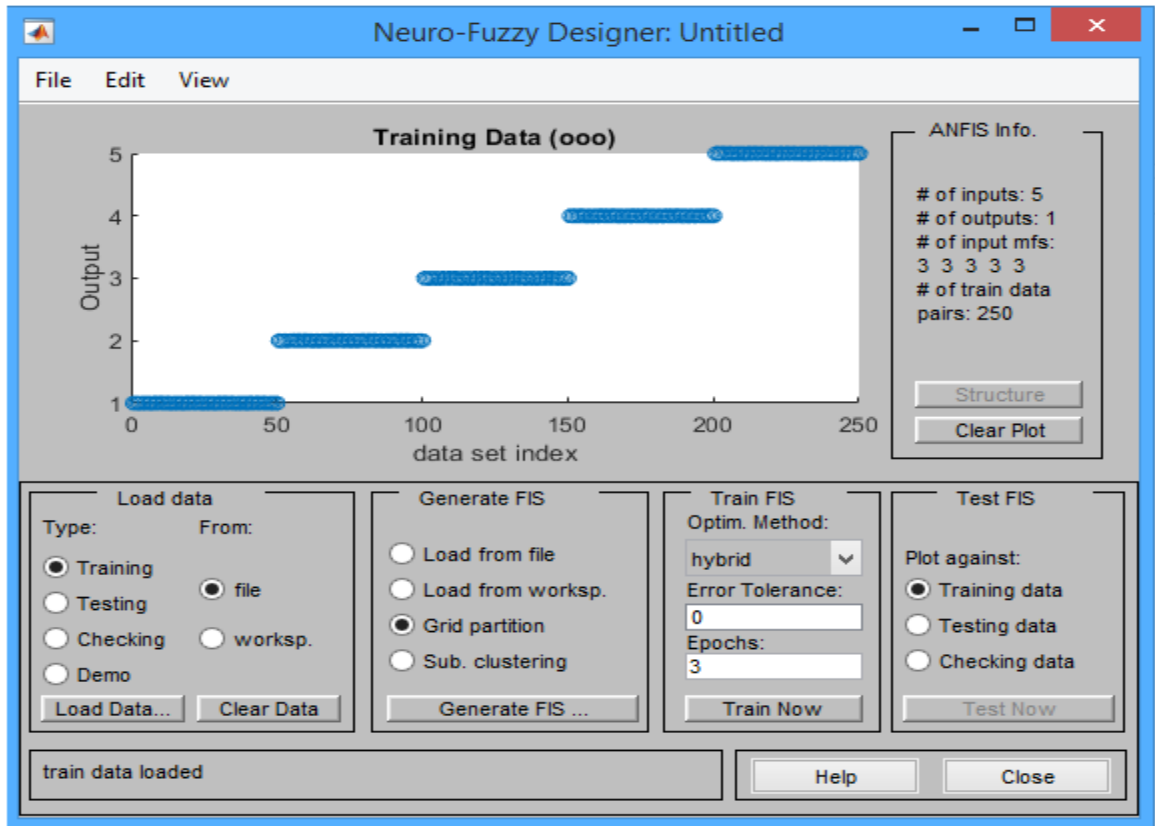 Neuro-Fuzzy Designer: Untitled
File Edit View
Training Data (ooo)
5
4
3
2
1
Output
0 50 100 150 200 250
data set index
ANFIS Info.
# of inputs: 5
# of outputs: 1
# of input mfs:
3 3 3 3 3
# of train data
pairs: 250
Structure
Clear Plot
Load data
Type: From:
Training
Testing
Checking
Demo
file
worksp.
Load Data... Clear Data
Generate FIS
Load from file
Load from worksp.
Grid partition
Sub. clustering
Generate FIS ...
Train FIS
Optim. Method:
hybrid
Error Tolerance:
0
Epochs:
3
Train Now
Test FIS
Plot against:
Training data
Testing data
Checking data
Test Now
train data loaded
Help Close